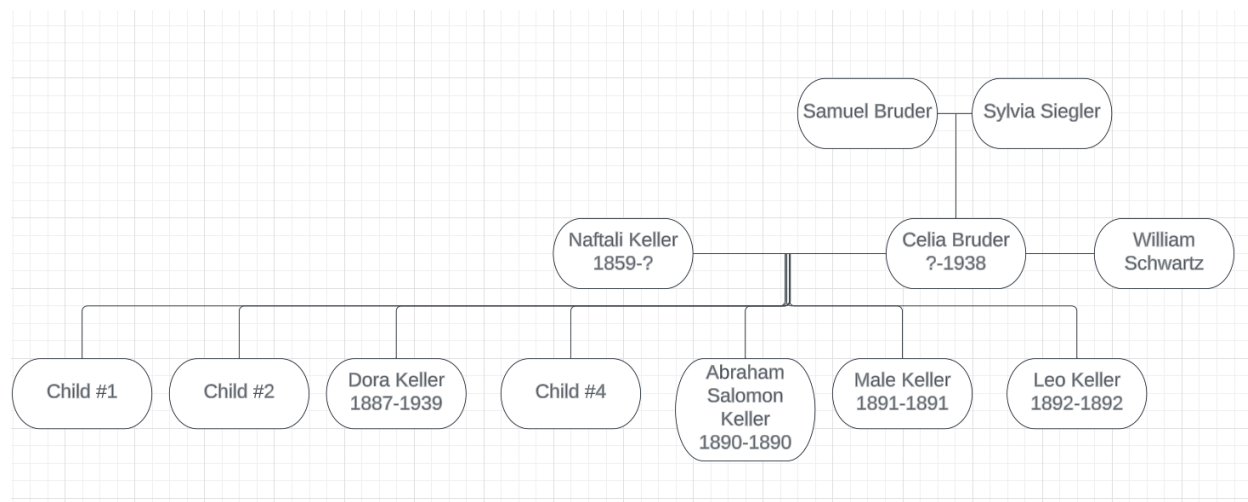 Samuel Bruder
Sylvia Siegler
Naftali Keller
1859-?
Celia Bruder
?-1938
William
Schwartz
Child #1
Child #2
Dora Keller
1887-1939
Child #4
Abraham
Salomon
Keller
1890-1890
Male Keller
1891-1891
Leo Keller
1892-1892